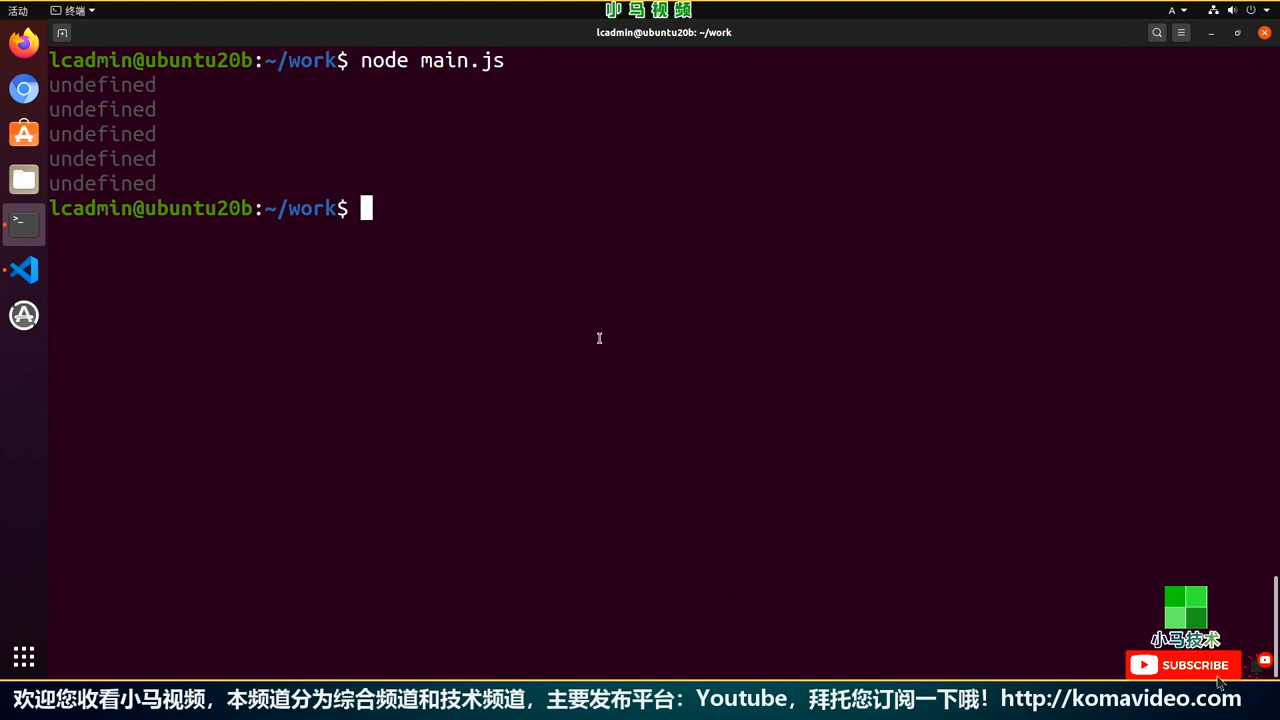 活动
终端
小马视频
A
lcadmin@ubuntu20b: ~/work
lcadmin@ubuntu20b:~/work$ node main.js
undefined
undefined
undefined
undefined
undefined
lcadmin@ubuntu20b:~/work$
小马技术
SUBSCRIBE
欢迎您收看小马视频，本频道分为综合频道和技术频道，主要发布平台：Youtube，拜托您订阅一下哦！http://komavideo.com